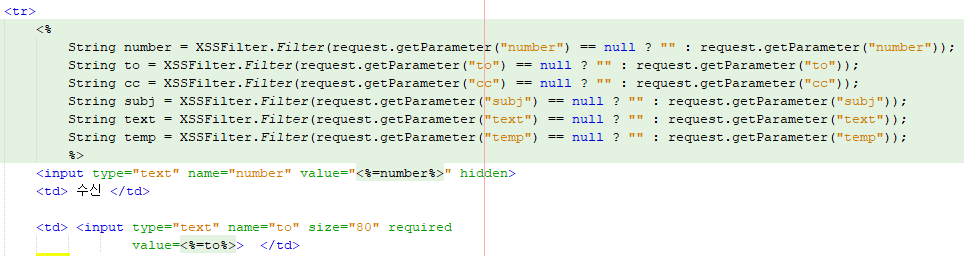 <tr>
<%
String number = XSSFilter.Filter(request.getParameter("number") == null ? "" : request.getParameter("number"));
String to = XSSFilter.Filter(request.getParameter("to") == null ? "" : request.getParameter("to"));
String cc = XSSFilter.Filter(request.getParameter("cc") == null ? "" : request.getParameter("cc"));
String subj = XSSFilter.Filter(request.getParameter("subj") == null ? "" : request.getParameter("subj"));
String text = XSSFilter.Filter(request.getParameter("text") == null ? "" : request.getParameter("text"));
String temp = XSSFilter.Filter(request.getParameter("temp") == null ? "" : request.getParameter("temp"));
%>
<input type="text" name="number" value="<%=number%>" hidden>
<td> 수신 </td>
<td> <input type="text" name="to" size="80" required
value=<%=to%>>  </td>